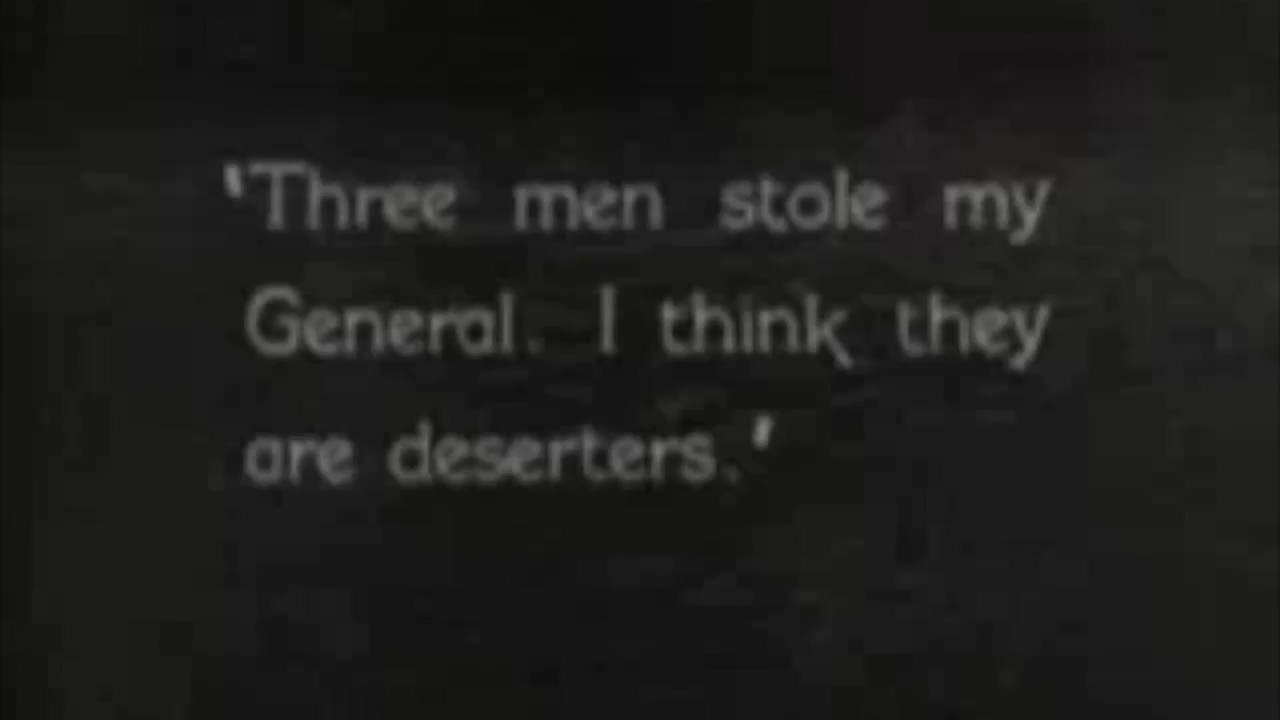 'Three men stole my
General. I think they
are deserters.'